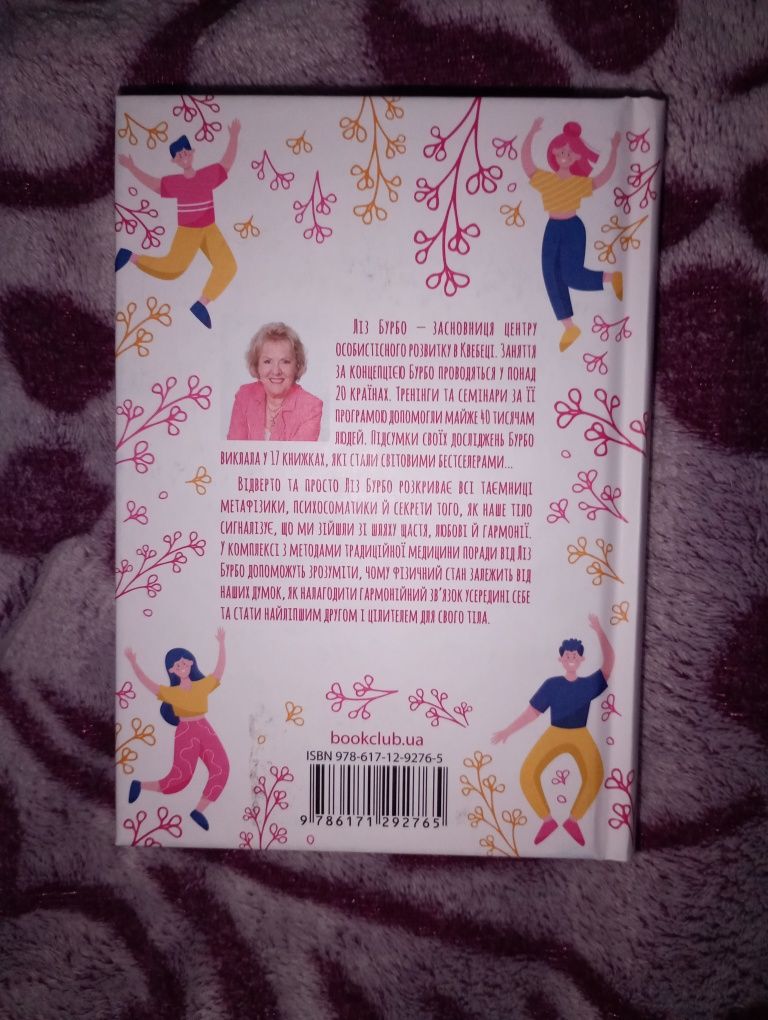 Ліз Бурбо — засновниця центру
особистісного розвитку в Квебеці. Заняття
за концепцією Бурбо проводяться у понад
20 країнах. Тренінги та семінари за її
програмою допомогли майже 40 тисячам
людей. Підсумки своїх досліджень Бурбо
виклала у 17 книжках, які стали світовими бестселерами...
Відверто та просто Ліз Бурбо розкриває всі таємниці
метафізики, психосоматики й секрети того, як наше тіло
сигналізує, що ми зійшли зі шляху щастя, любові й гармонії.
У комплексі з методами традиційної медицини поради від Ліз
Бурбо допоможуть зрозуміти, чому фізичний стан залежить від
наших думок, як налагодити гармонійний зв'язок усередині себе
та стати найліпшим другом і цілителем для свого тіла.
bookclub.ua
ISBN 978-617-12-9276-5
9 786171 292765